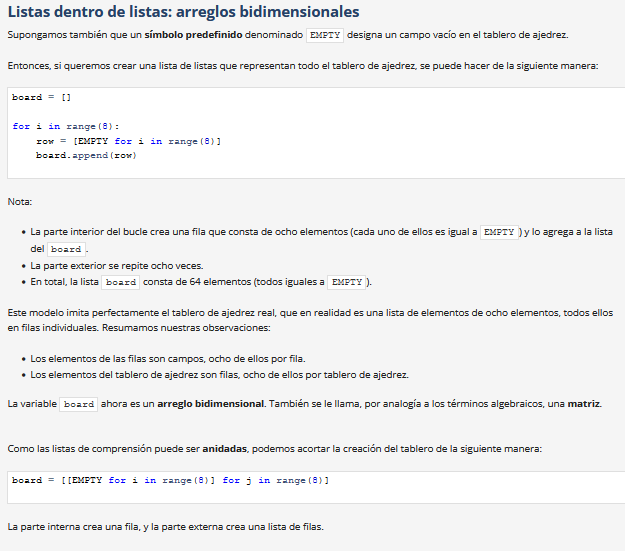 Listas dentro de listas: arreglos bidimensionales
Supongamos también que un símbolo predefinido denominado EMPTY designa un campo vacío en el tablero de ajedrez.
Entonces, si queremos crear una lista de listas que representan todo el tablero de ajedrez, se puede hacer de la siguiente manera:
board = []
for i in range(8):
    row = [EMPTY for i in range(8)]
    board.append(row)
Nota:
• La parte interior del bucle crea una fila que consta de ocho elementos (cada uno de ellos es igual a EMPTY) y lo agrega a la lista
del board.
• La parte exterior se repite ocho veces.
• En total, la lista board consta de 64 elementos (todos iguales a EMPTY).
Este modelo imita perfectamente el tablero de ajedrez real, que en realidad es una lista de elementos de ocho elementos, todos ellos
en filas individuales. Resumamos nuestras observaciones:
• Los elementos de las filas son campos, ocho de ellos por fila.
• Los elementos del tablero de ajedrez son filas, ocho de ellos por tablero de ajedrez.
La variable board ahora es un arreglo bidimensional. También se le llama, por analogía a los términos algebraicos, una matriz.
Como las listas de comprensión puede ser anidadas, podemos acortar la creación del tablero de la siguiente manera:
board = [[EMPTY for i in range(8)] for j in range(8)]
La parte interna crea una fila, y la parte externa crea una lista de filas.